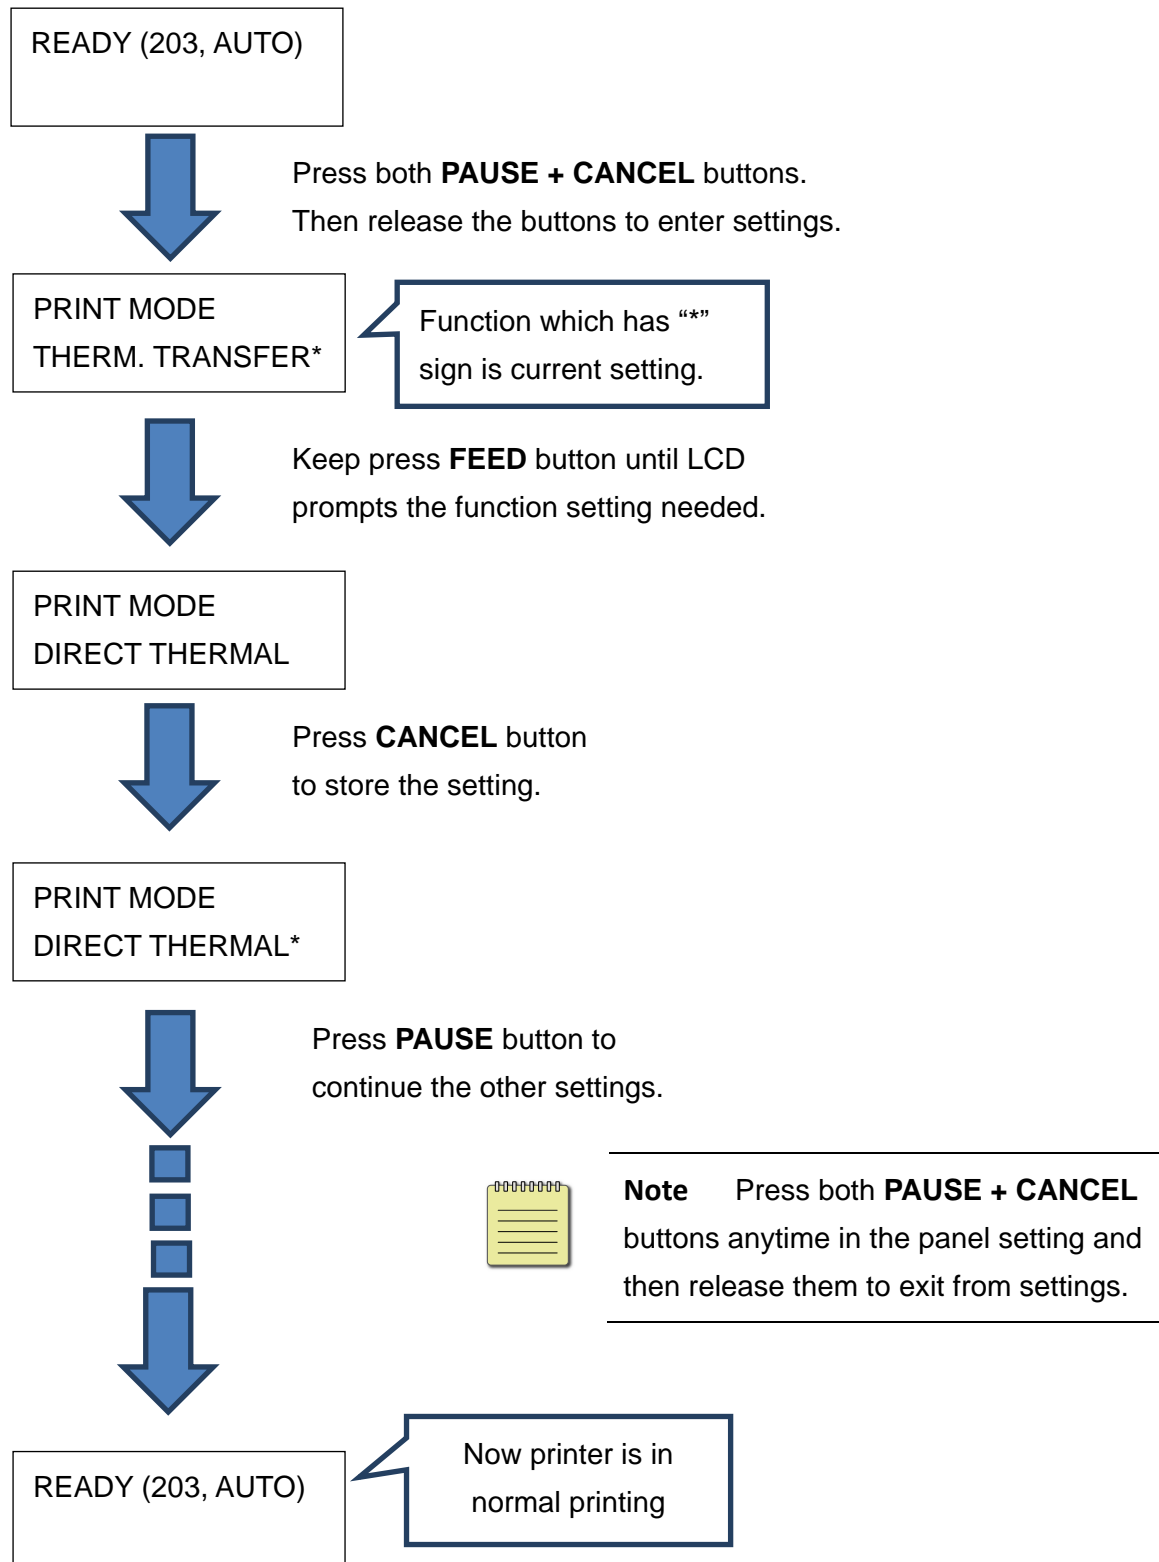 READY (203, AUTO)
Press both PAUSE + CANCEL buttons.
Then release the buttons to enter settings.
PRINT MODE
THERM. TRANSFER*
Function which has “*”
sign is current setting.
Keep press FEED button until LCD
prompts the function setting needed.
PRINT MODE
DIRECT THERMAL
Press CANCEL button
to store the setting.
PRINT MODE
DIRECT THERMAL*
Press PAUSE button to
continue the other settings.
Note Press both PAUSE + CANCEL
buttons anytime in the panel setting and
then release them to exit from settings.
Now printer is in
normal printing
READY (203, AUTO)